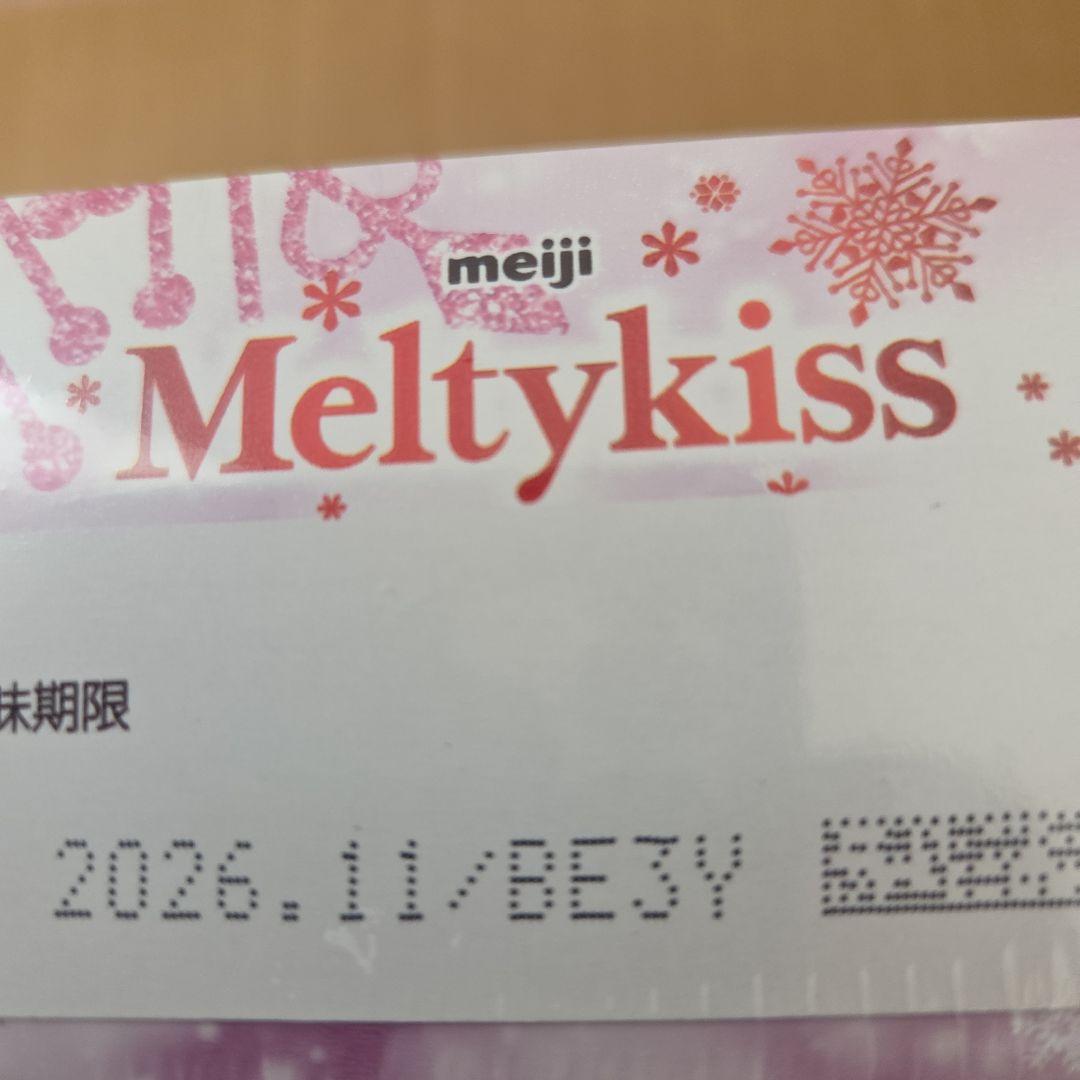 meiji
Meltykiss
味期限
2026.11/BE3Y